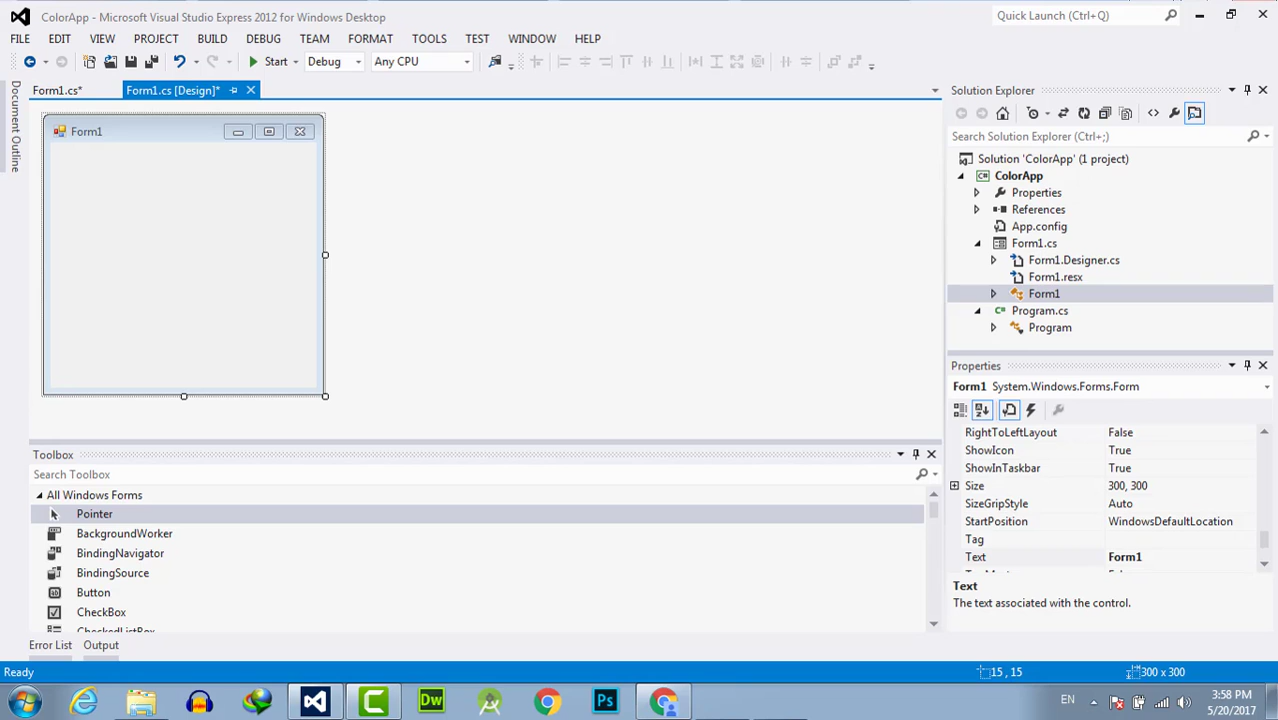 ColorApp - Microsoft Visual Studio Express 2012 for Windows Desktop
Quick Launch (Ctrl+Q)
FILE EDIT VIEW PROJECT BUILD DEBUG TEAM FORMAT TOOLS TEST WINDOW HELP
Start Debug Any CPU
Document Outline
Form1.cs* Form1.cs [Design]*
Form1
Solution Explorer
Search Solution Explorer (Ctrl+;)
Solution 'ColorApp' (1 project)
C# ColorApp
Properties
References
App.config
Form1.cs
Form1.Designer.cs
Form1.resx
Form1
C# Program.cs
Program
Properties
Form1 System.Windows.Forms.Form
RightToLeftLayout False
ShowIcon True
ShowInTaskbar True
Size 300, 300
SizeGripStyle Auto
StartPosition WindowsDefaultLocation
Tag
Text Form1
Text
The text associated with the control.
Toolbox
Search Toolbox
All Windows Forms
Pointer
BackgroundWorker
BindingNavigator
BindingSource
Button
CheckBox
CheckedListBox
Error List Output
Ready
15 , 15
300 x 300
Dw
Ps
EN
3:58 PM
5/20/2017